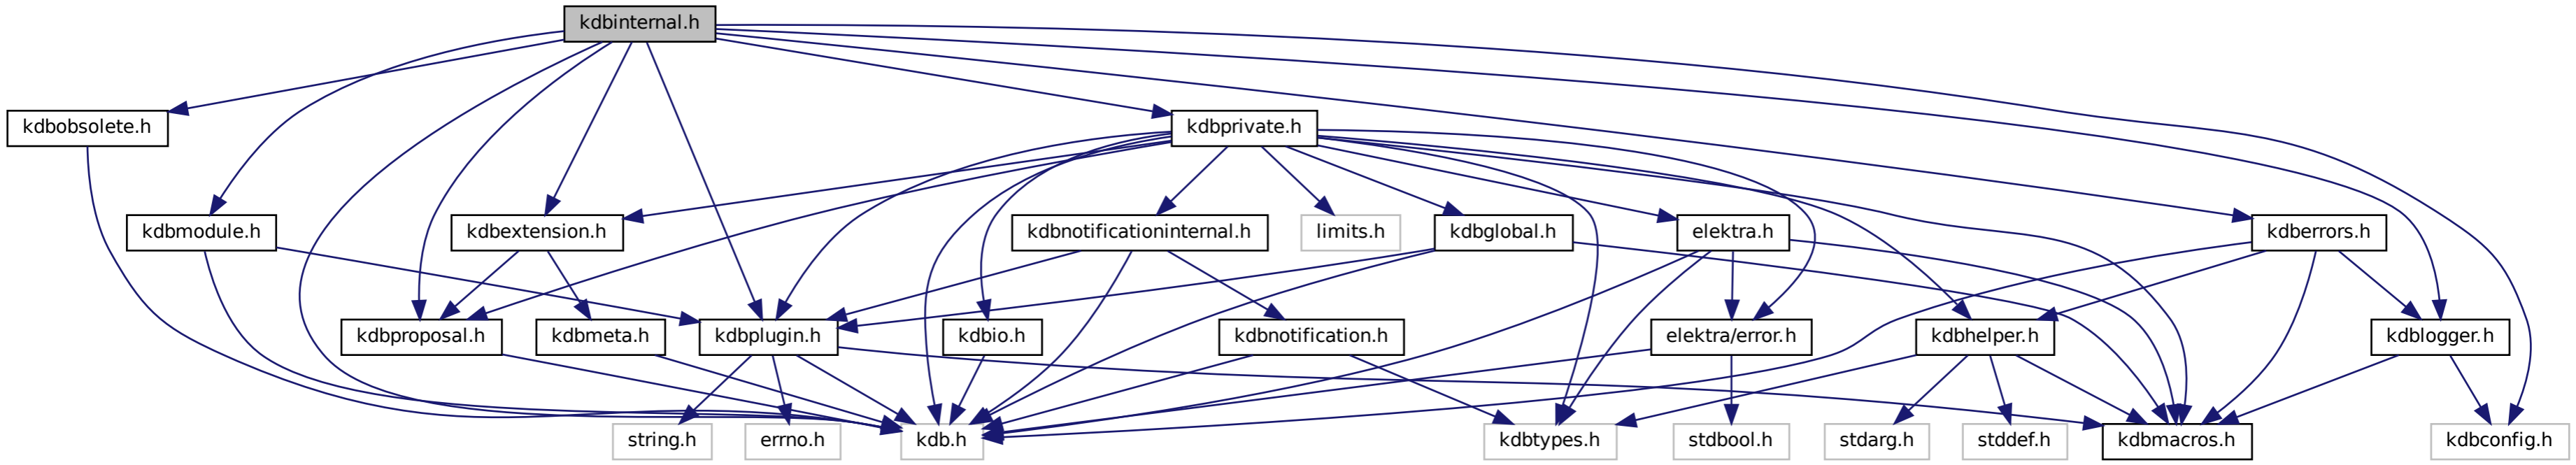 kdbinternal.h
kdbobsolete.h
kdbprivate.h
kdbmodule.h
kdbextension.h
kdbnotificationinternal.h
limits.h
kdbglobal.h
elektra.h
kdberrors.h
kdbproposal.h
kdbmeta.h
kdbplugin.h
kdbio.h
kdbnotification.h
elektra/error.h
kdbhelper.h
kdblogger.h
string.h
errno.h
kdb.h
kdbtypes.h
stdbool.h
stdarg.h
stddef.h
kdbmacros.h
kdbconfig.h